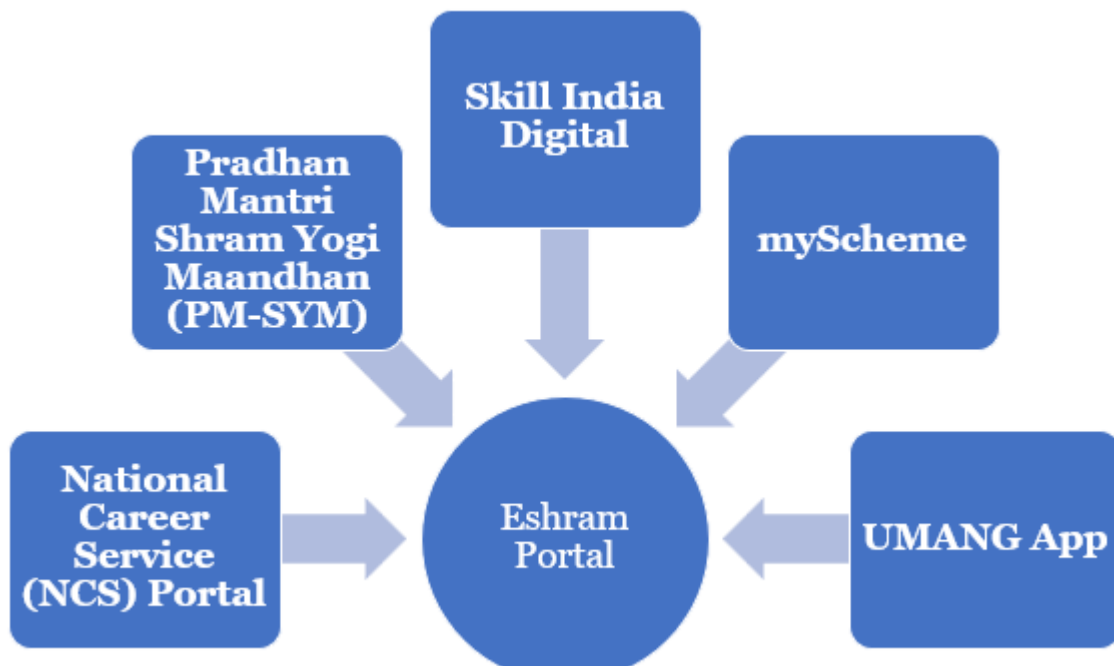 Skill India
Digital
Pradhan
Mantri
Shram Yogi
Maandhan
(PM-SYM)
myScheme
National
Career
Service
(NCS) Portal
Eshram
Portal
UMANG App